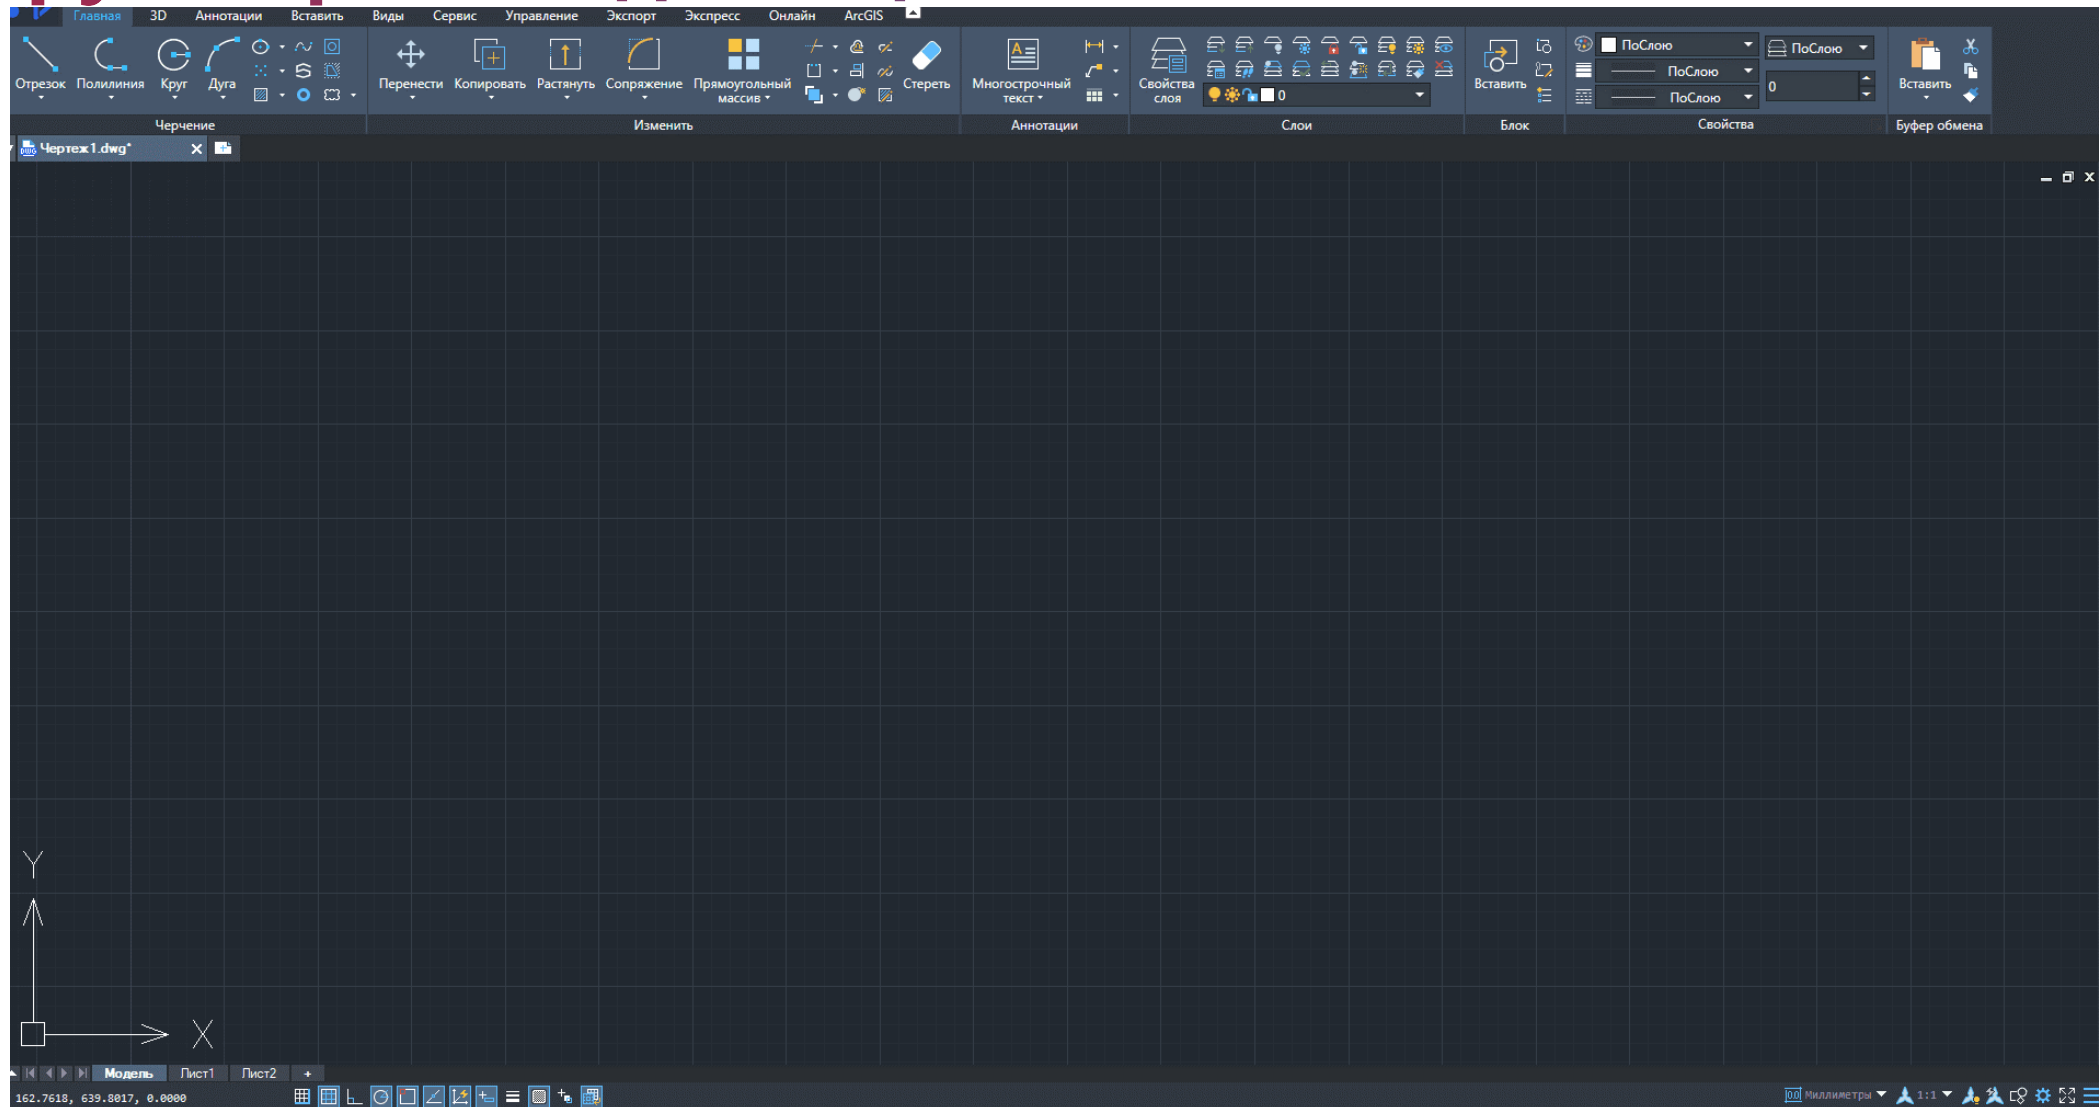 Главная 3D Аннотации Вставить Виды Сервис Управление Экспорт Экспресс Онлайн ArcGIS
Отрезок Полилиния Круг Дуга Перенести Копировать Растянуть Сопряжение Прямоугольный массив Стереть Многострочный текст Свойства слоя 0 Вставить ПоСлою ПоСлою ПоСлою ПоСлою 0 Вставить
Черчение Изменить Аннотации Слои Блок Свойства Буфер обмена
Чертеж1.dwg*
Y
X
Модель Лист1 Лист2 +
162.7618, 639.8017, 0.0000 Миллиметры 1:1